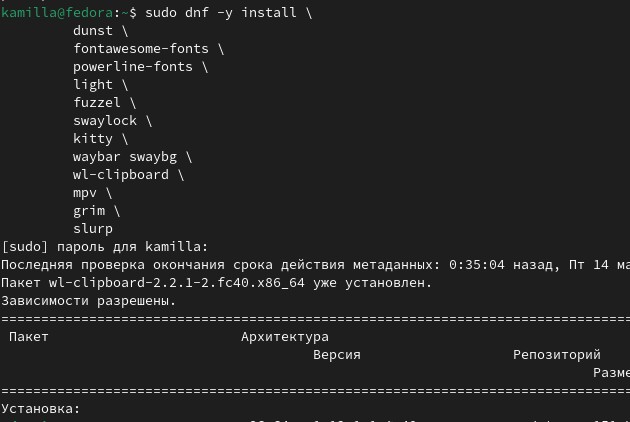 kamilla@fedora:~$ sudo dnf -y install \
dunst \
fontawesome-fonts \
powerline-fonts \
light \
fuzzel \
swaylock \
kitty \
waybar swaybg \
wl-clipboard \
mpv \
grim \
slurp
[sudo] пароль для kamilla:
Последняя проверка окончания срока действия метаданных: 0:35:04 назад, Пт 14 ма
Пакет wl-clipboard-2.2.1-2.fc40.x86_64 уже установлен.
Зависимости разрешены.
================================================================================
Пакет Архитектура
Версия Репозиторий
Разме
================================================================================
Установка: